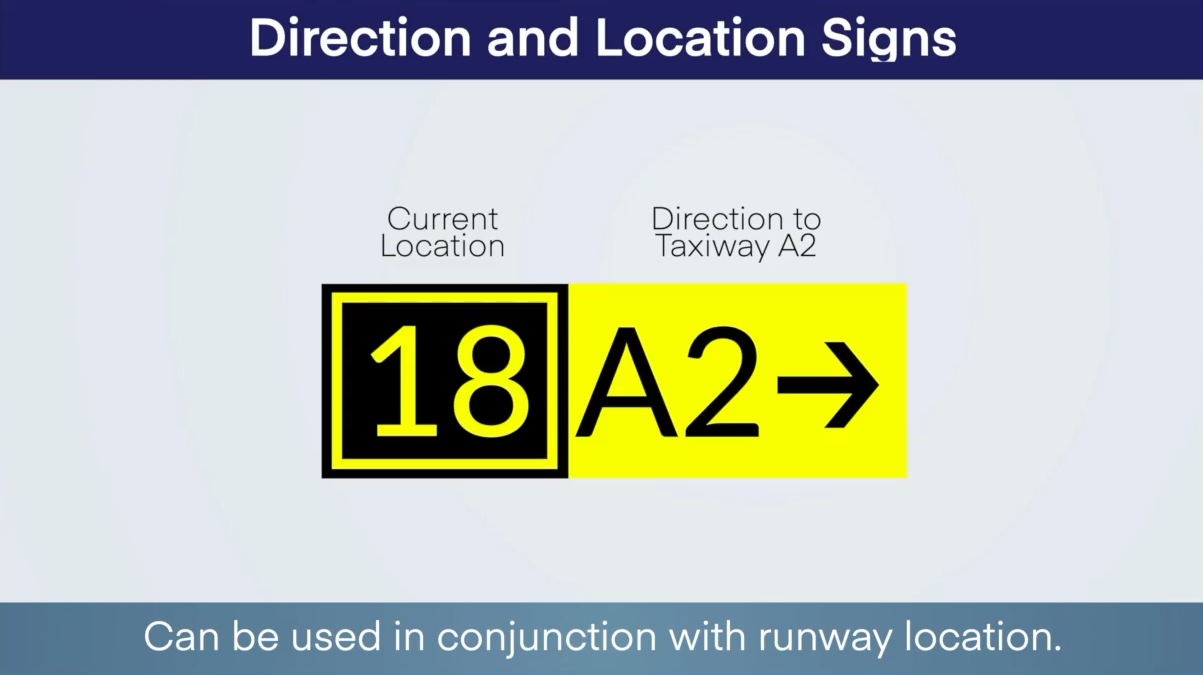 Direction and Location Signs
Current
Location
Direction to
Taxiway A2
18 A2→
Can be used in conjunction with runway location.